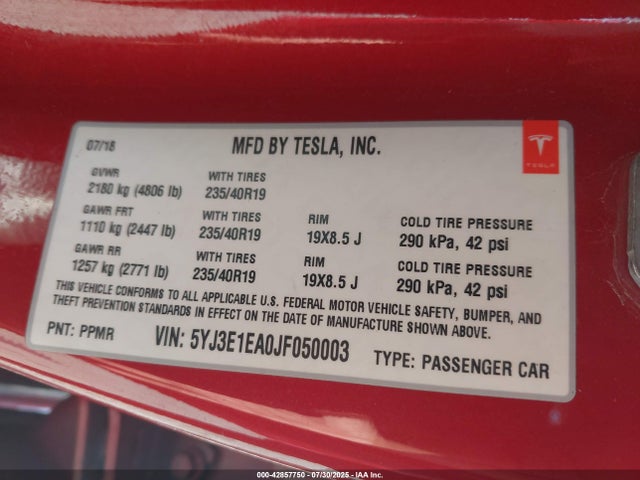 07/18
MFD BY TESLA, INC.
TESLA
GVWR
2180 kg (4806 lb)
WITH TIRES
235/40R19
GAWR FRT
1110 kg (2447 lb)
WITH TIRES
235/40R19
RIM
19X8.5 J
COLD TIRE PRESSURE
290 kPa, 42 psi
GAWR RR
1257 kg (2771 lb)
WITH TIRES
235/40R19
RIM
19X8.5 J
COLD TIRE PRESSURE
290 kPa, 42 psi
THIS VEHICLE CONFORMS TO ALL APPLICABLE U.S. FEDERAL MOTOR VEHICLE SAFETY, BUMPER, AND
THEFT PREVENTION STANDARDS IN EFFECT ON THE DATE OF MANUFACTURE SHOWN ABOVE.
PNT: PPMR
VIN: 5YJ3E1EA0JF050003
TYPE: PASSENGER CAR
000-42857750 - 07/30/2025 - IAA Inc.